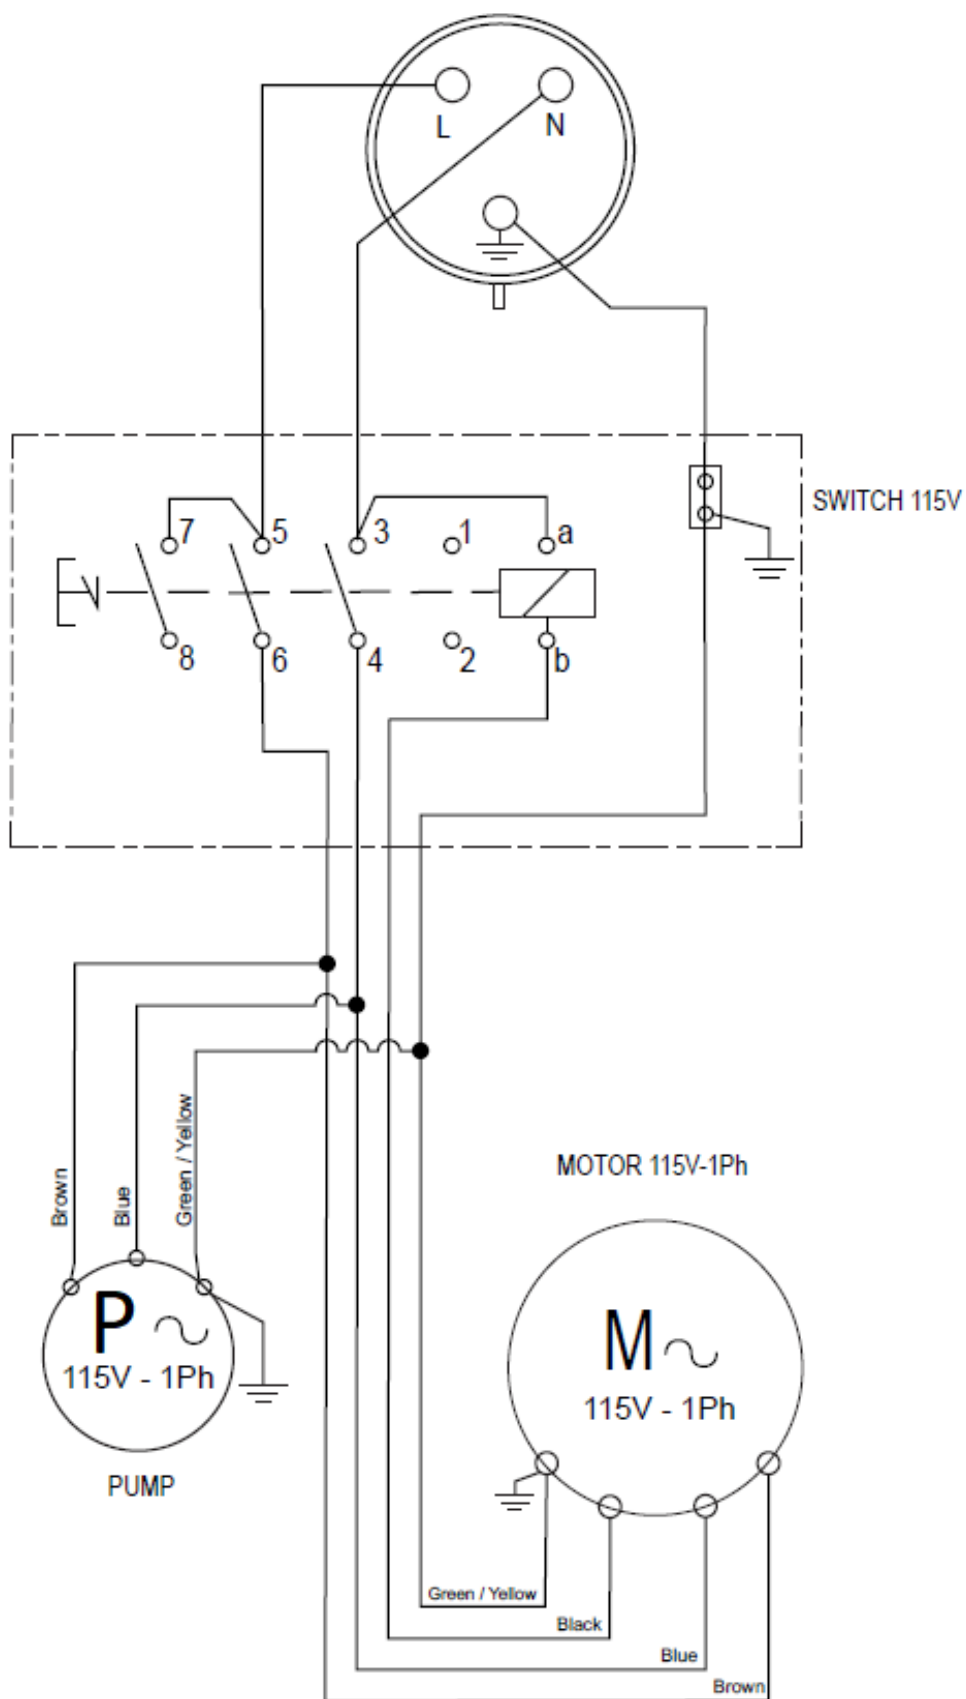 L
N
SWITCH 115V
7
5
3
1
a
8
6
4
2
b
Brown
Blue
Green / Yellow
MOTOR 115V-1Ph
P
115V - 1Ph
PUMP
M
115V - 1Ph
Green / Yellow
Black
Blue
Brown